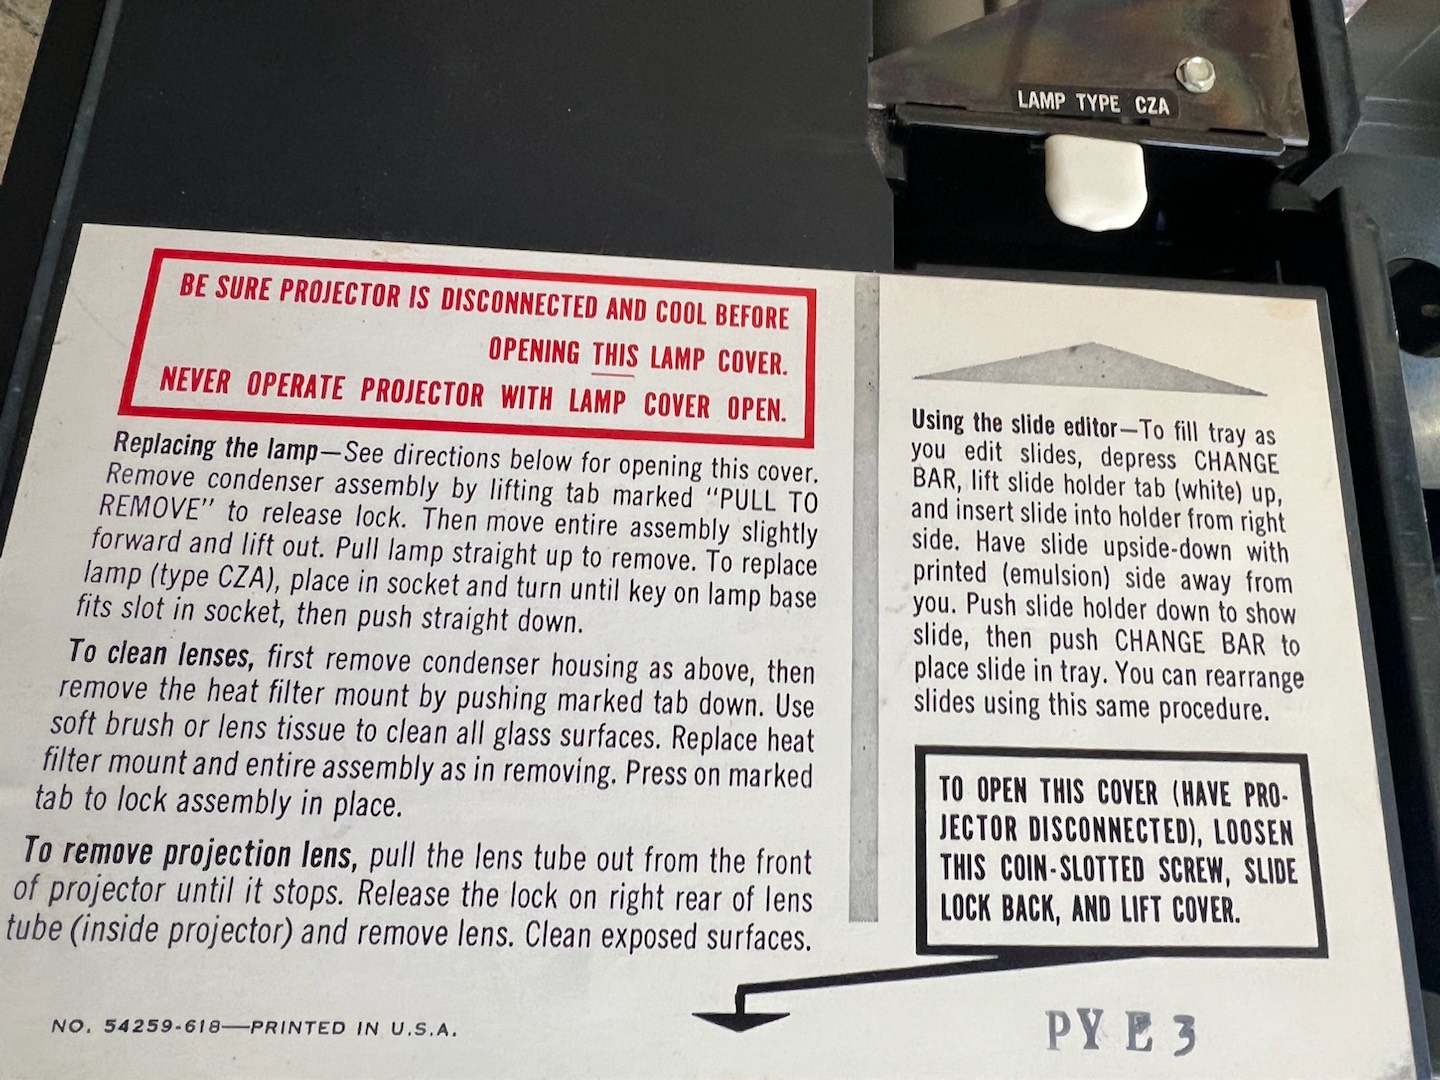 LAMP TYPE CZA
BE SURE PROJECTOR IS DISCONNECTED AND COOL BEFORE
OPENING THIS LAMP COVER.
NEVER OPERATE PROJECTOR WITH LAMP COVER OPEN.
Replacing the lamp—See directions below for opening this cover.
Remove condenser assembly by lifting tab marked “PULL TO
REMOVE” to release lock. Then move entire assembly slightly
forward and lift out. Pull lamp straight up to remove. To replace
lamp (type CZA), place in socket and turn until key on lamp base
fits slot in socket, then push straight down.
To clean lenses, first remove condenser housing as above, then
remove the heat filter mount by pushing marked tab down. Use
soft brush or lens tissue to clean all glass surfaces. Replace heat
filter mount and entire assembly as in removing. Press on marked
tab to lock assembly in place.
To remove projection lens, pull the lens tube out from the front
of projector until it stops. Release the lock on right rear of lens
tube (inside projector) and remove lens. Clean exposed surfaces.
NO. 54259-618—PRINTED IN U.S.A.
Using the slide editor—To fill tray as
you edit slides, depress CHANGE
BAR, lift slide holder tab (white) up,
and insert slide into holder from right
side. Have slide upside-down with
printed (emulsion) side away from
you. Push slide holder down to show
slide, then push CHANGE BAR to
place slide in tray. You can rearrange
slides using this same procedure.
TO OPEN THIS COVER (HAVE PRO-
JECTOR DISCONNECTED), LOOSEN
THIS COIN-SLOTTED SCREW, SLIDE
LOCK BACK, AND LIFT COVER.
PY E 3